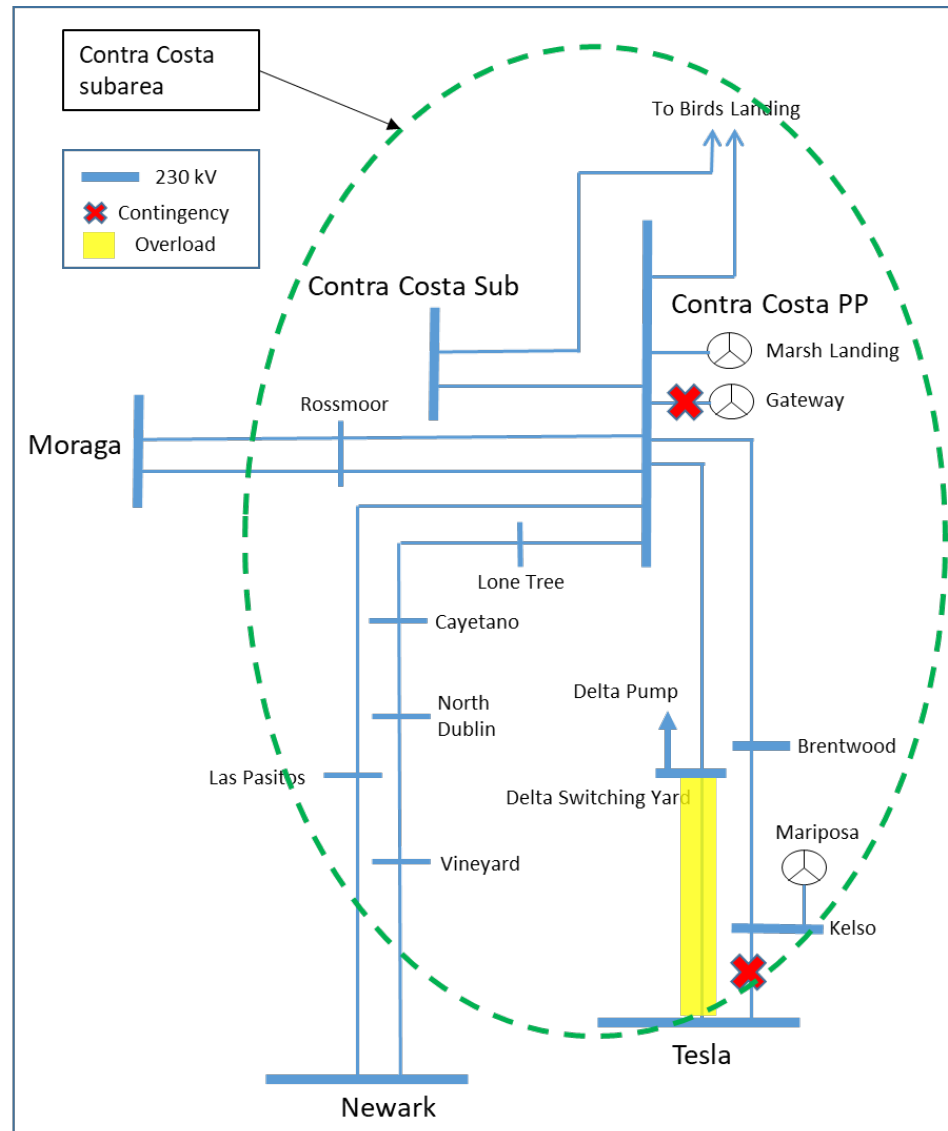 Contra Costa
subarea
To Birds Landing
230 kV
Contingency
Overload
Contra Costa Sub
Contra Costa PP
Marsh Landing
Gateway
Rossmoor
Moraga
Lone Tree
Cayetano
Delta Pump
North
Dublin
Brentwood
Las Pasitos
Delta Switching Yard
Mariposa
Vineyard
Kelso
Tesla
Newark